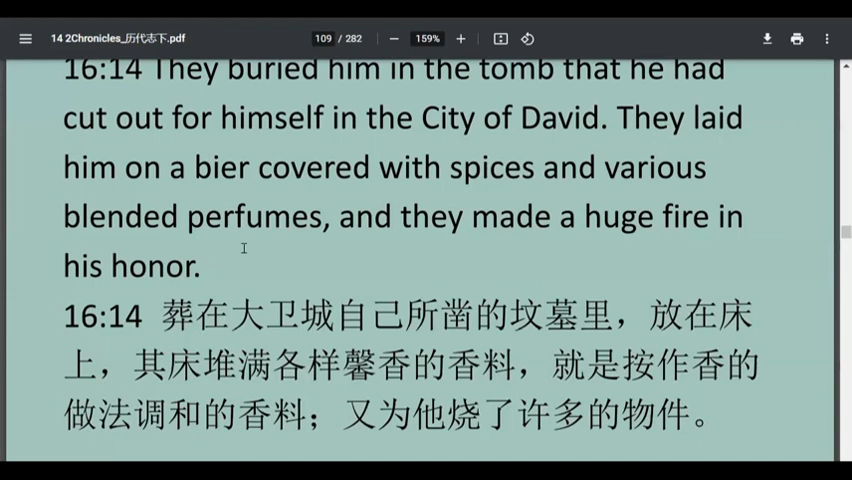 14 2Chronicles_历代志下.pdf
109 / 282
159%
16:14 They buried him in the tomb that he had
cut out for himself in the City of David. They laid
him on a bier covered with spices and various
blended perfumes, and they made a huge fire in
his honor.
16:14 葬在大卫城自己所凿的坟墓里，放在床
上，其床堆满各样馨香的香料，就是按作香的
做法调和的香料；又为他烧了许多的物件。